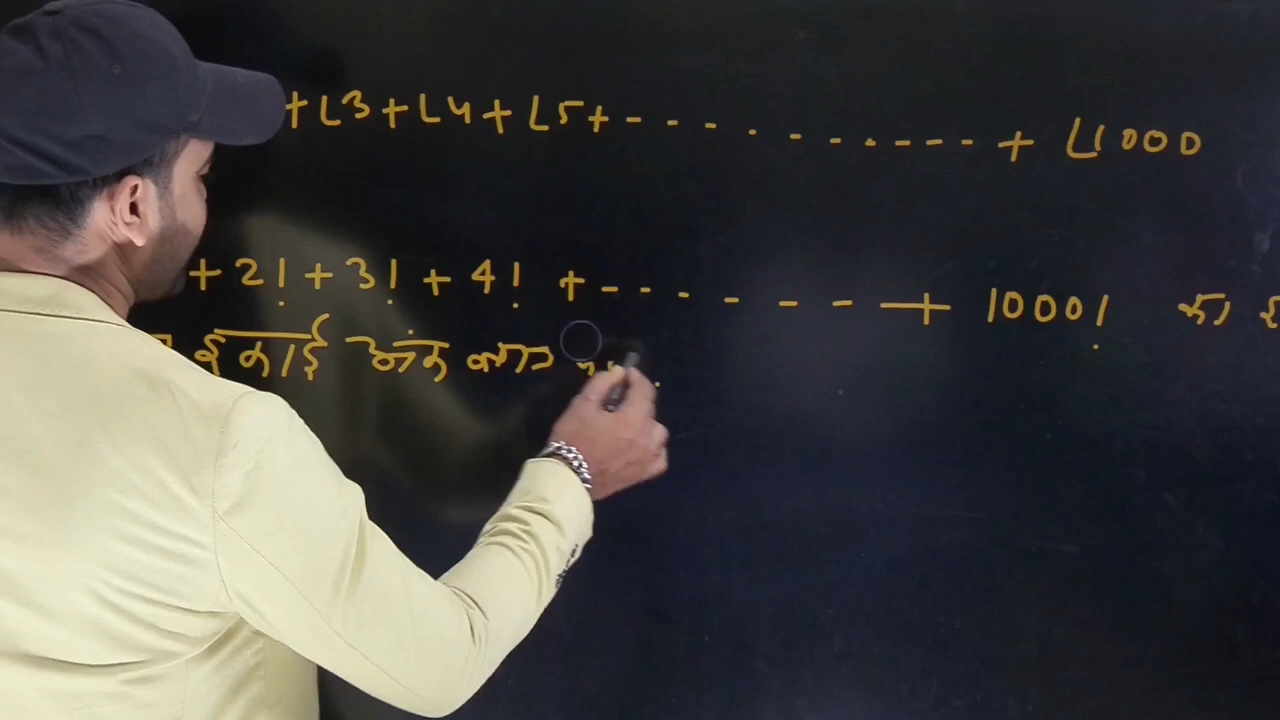 + L3 + L4 + L5 + - - - - - - - - - - + L1000
+ 2! + 3! + 4! + - - - - - - + 1000! का
इकाई अंक